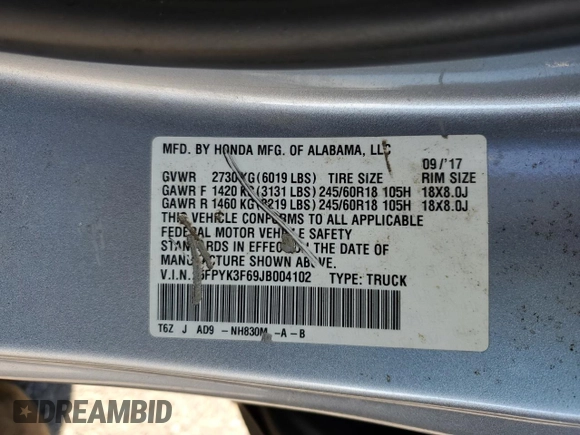 MFD. BY HONDA MFG. OF ALABAMA, LLC
09/'17
GVWR 2730 KG(6019 LBS) TIRE SIZE RIM SIZE
GAWR F 1420 KG(3131 LBS) 245/60R18 105H 18X8.0J
GAWR R 1460 KG(3219 LBS) 245/60R18 105H 18X8.0J
THIS VEHICLE CONFORMS TO ALL APPLICABLE
FEDERAL MOTOR VEHICLE SAFETY
STANDARDS IN EFFECT ON THE DATE OF
MANUFACTURE SHOWN ABOVE.
V.I.N. 5FPYK3F69JB004102 TYPE: TRUCK
T6Z J AD9 -NH830M -A-B
DREAMBID